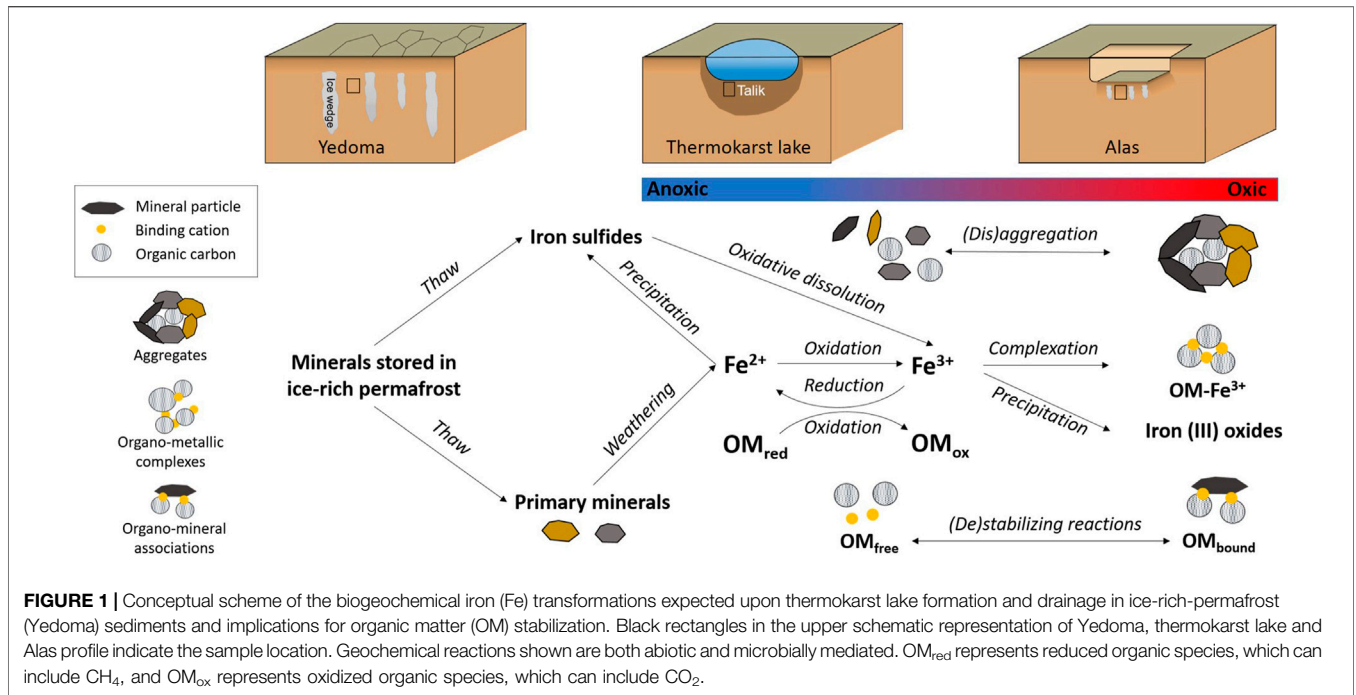 Ice wedge
Yedoma
Talik
Thermokarst lake
Alas
Anoxic
Oxic
Mineral particle
Binding cation
Organic carbon
Aggregates
Organo-metallic
complexes
Organo-mineral
associations
Minerals stored in
ice-rich permafrost
Thaw
Thaw
Iron sulfides
Primary minerals
Precipitation
Weathering
Oxidative dissolution
Fe²⁺
Oxidation
Fe³⁺
Reduction
OMred
Oxidation
OMox
(Dis)aggregation
Complexation
OM-Fe³⁺
Precipitation
Iron (III) oxides
OMfree
(De)stabilizing reactions
OMbound
FIGURE 1 | Conceptual scheme of the biogeochemical iron (Fe) transformations expected upon thermokarst lake formation and drainage in ice-rich-permafrost
(Yedoma) sediments and implications for organic matter (OM) stabilization. Black rectangles in the upper schematic representation of Yedoma, thermokarst lake and
Alas profile indicate the sample location. Geochemical reactions shown are both abiotic and microbially mediated. OMred represents reduced organic species, which can
include CH₄, and OMox represents oxidized organic species, which can include CO₂.